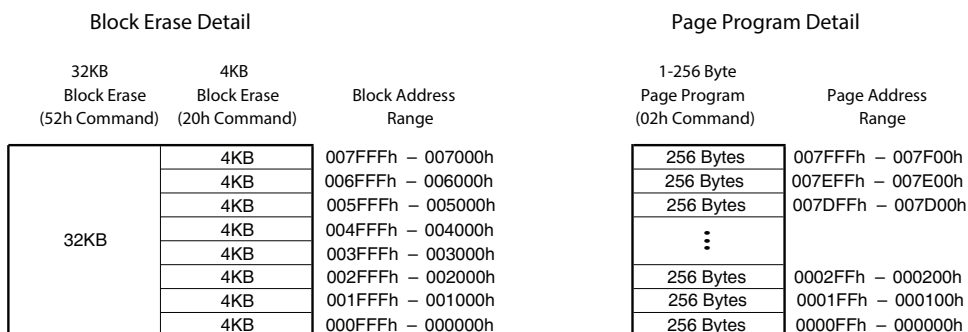 Block Erase Detail
Page Program Detail
32KB 4KB
Block Erase Block Erase Block Address
(52h Command) (20h Command) Range
1-256 Byte
Page Program Page Address
(02h Command) Range
32KB
4KB 007FFFh – 007000h
4KB 006FFFh – 006000h
4KB 005FFFh – 005000h
4KB 004FFFh – 004000h
4KB 003FFFh – 003000h
4KB 002FFFh – 002000h
4KB 001FFFh – 001000h
4KB 000FFFh – 000000h
256 Bytes 007FFFh – 007F00h
256 Bytes 007EFFh – 007E00h
256 Bytes 007DFFh – 007D00h
256 Bytes 0002FFh – 000200h
256 Bytes 0001FFh – 000100h
256 Bytes 0000FFh – 000000h